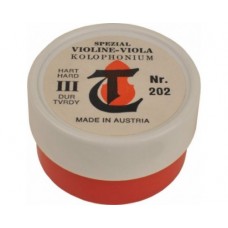 SPEZIAL
VIOLINE-VIOLA
KOLOPHONIUM
HART
HARD
III
DUR
TVRDY
T
Nr.
202
MADE IN AUSTRIA